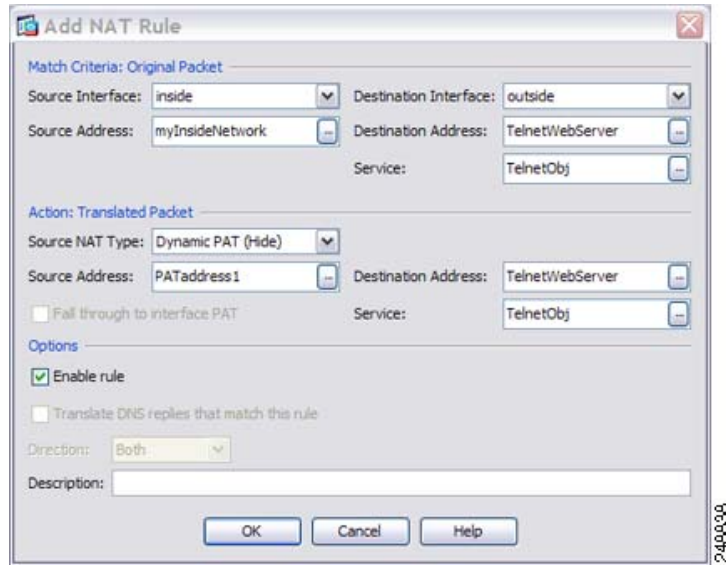 Add NAT Rule
Match Criteria: Original Packet
Source Interface: inside Destination Interface: outside
Source Address: myInsideNetwork ... Destination Address: TelnetWebServer ...
Service: TelnetObj ...
Action: Translated Packet
Source NAT Type: Dynamic PAT (Hide)
Source Address: PATaddress1 ... Destination Address: TelnetWebServer ...
Fall through to interface PAT Service: TelnetObj ...
Options
Enable rule
Translate DNS replies that match this rule
Direction: Both
Description:
OK Cancel Help
248838